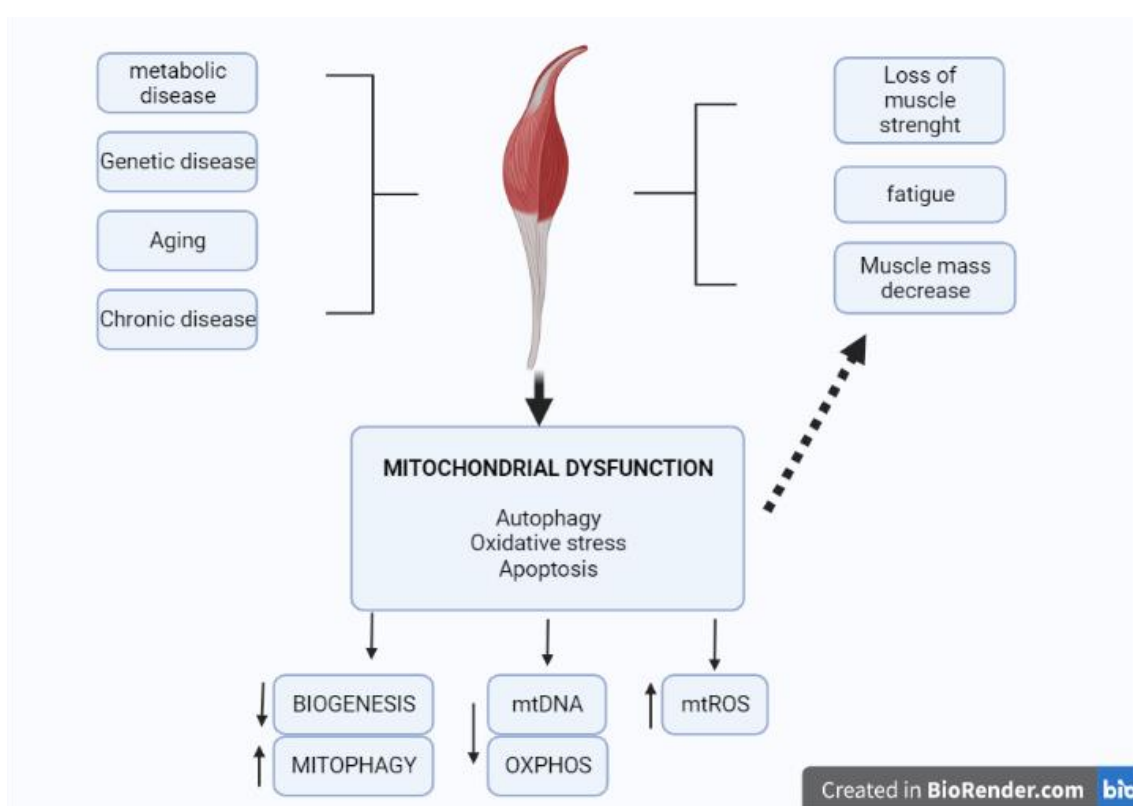 metabolic
disease
Genetic disease
Aging
Chronic disease
Loss of
muscle
strenght
fatigue
Muscle mass
decrease
MITOCHONDRIAL DYSFUNCTION
Autophagy
Oxidative stress
Apoptosis
BIOGENESIS
MITOPHAGY
mtDNA
OXPHOS
mtROS
Created in BioRender.com